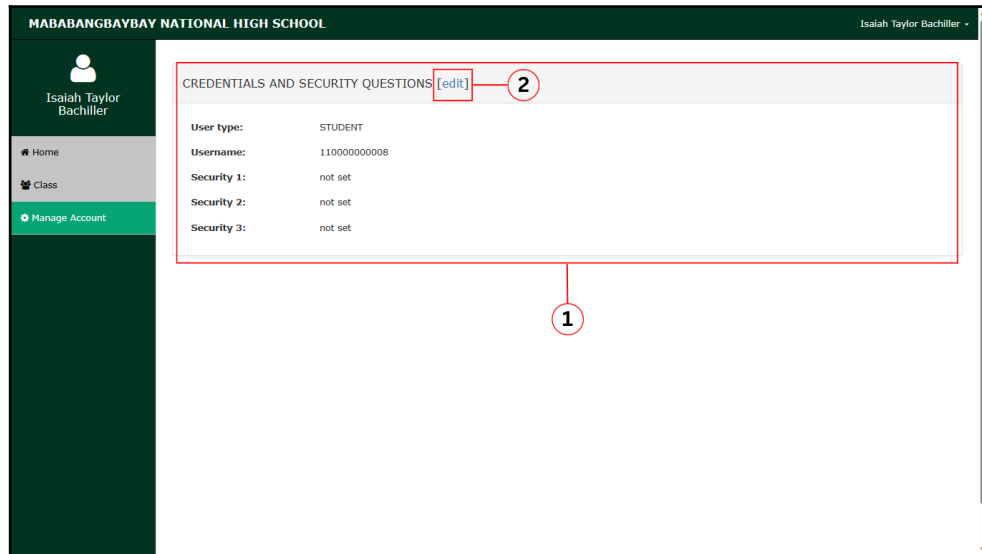 MABABANGBAYBAY NATIONAL HIGH SCHOOL
Isaiah Taylor Bachiller
Isaiah Taylor
Bachiller
Home
Class
Manage Account
CREDENTIALS AND SECURITY QUESTIONS [edit]
2
User type: STUDENT
Username: 110000000008
Security 1: not set
Security 2: not set
Security 3: not set
1